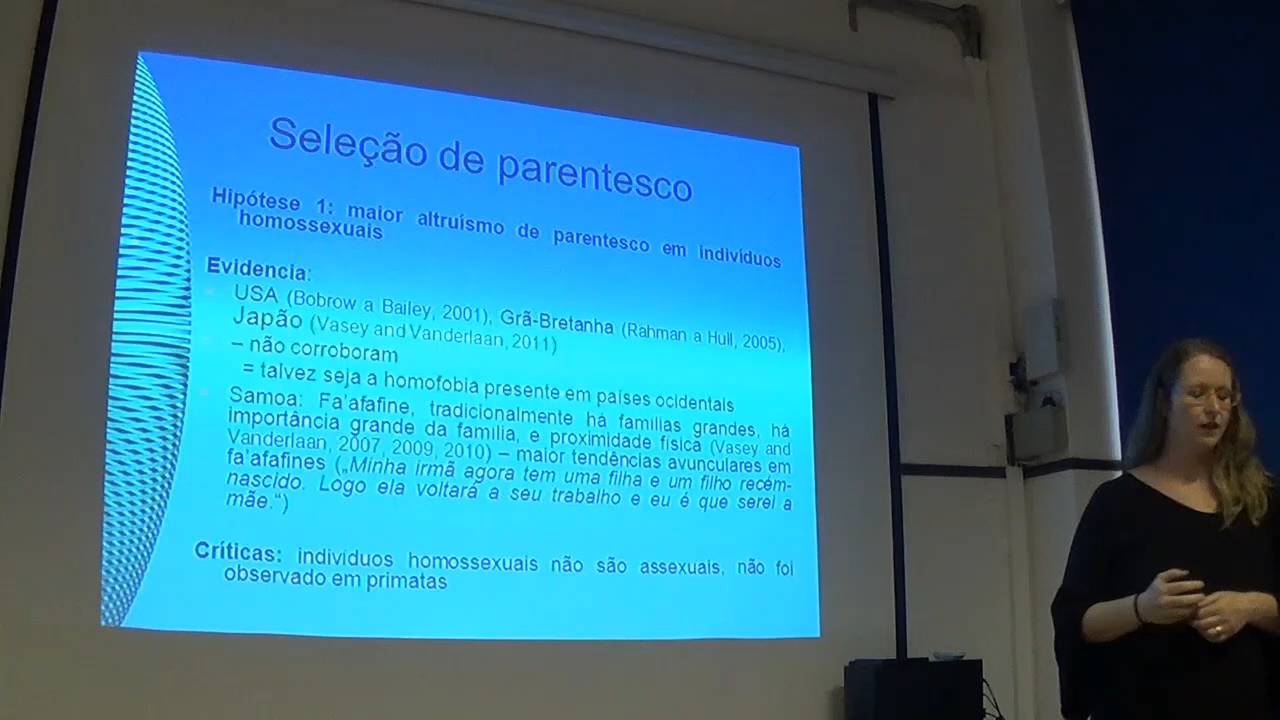 Seleção de parentesco
Hipótese 1: maior altruísmo de parentesco em indivíduos
homossexuais
Evidencia:
USA (Bobrow a Bailey, 2001), Grã-Bretanha (Rahman a Hull, 2005),
Japão (Vasey and Vanderlaan, 2011)
– não corroboram
= talvez seja a homofobia presente em países ocidentais
Samoa: Fa'afafine, tradicionalmente há familias grandes, há
importância grande da familia, e proximidade física (Vasey and
Vanderlaan, 2007, 2009, 2010) – maior tendências avunculares em
fa'afafines („Minha irmã agora tem uma filha e um filho recém-
nascido. Logo ela voltará a seu trabalho e eu é que serei a
mãe.“)
Críticas: individuos homossexuais não são assexuais, não foi
observado em primatas